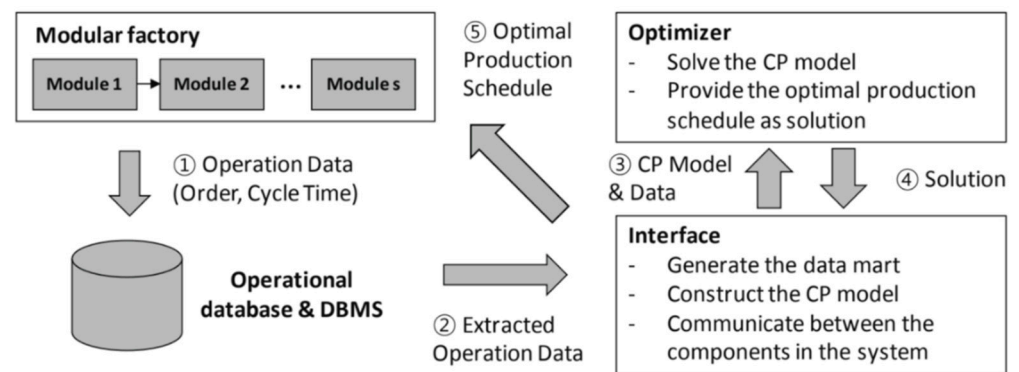 Modular factory
Module 1
Module 2
...
Module s
⑤ Optimal
Production
Schedule
Optimizer
- Solve the CP model
- Provide the optimal production
schedule as solution
① Operation Data
(Order, Cycle Time)
③ CP Model
& Data
④ Solution
Operational
database & DBMS
② Extracted
Operation Data
Interface
- Generate the data mart
- Construct the CP model
- Communicate between the
components in the system